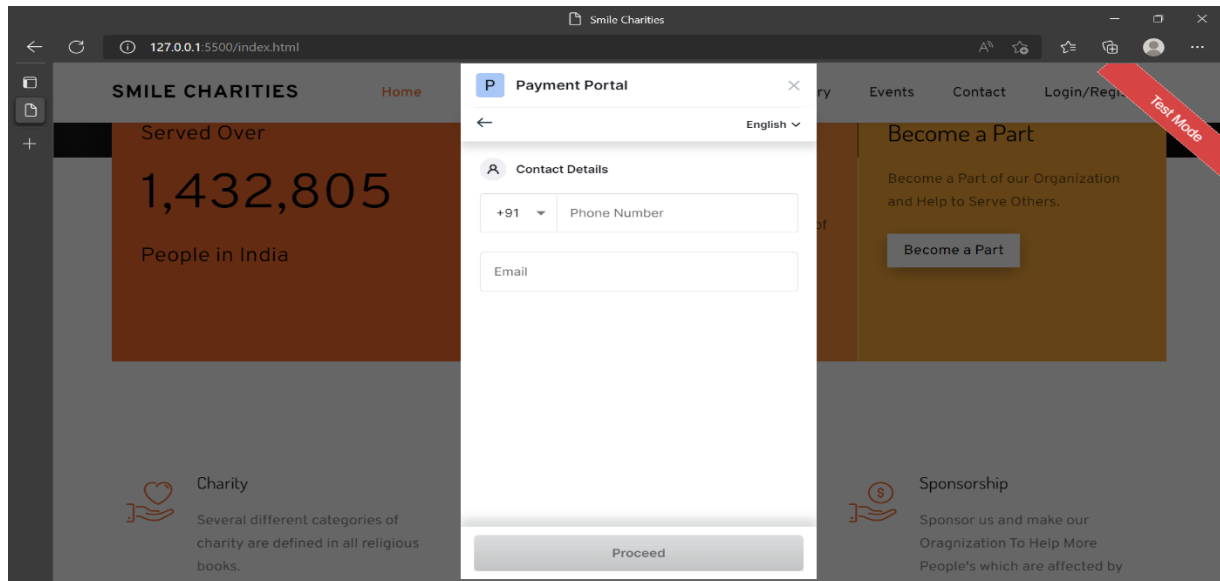 Smile Charities
127.0.0.1:5500/index.html
SMILE CHARITIES
Home
ry
Events
Contact
Login/Regis
Test Mode
P Payment Portal
English
Contact Details
+91 Phone Number
Email
Proceed
Served Over
1,432,805
People in India
of
Become a Part
Become a Part of our Organization
and Help to Serve Others.
Become a Part
Charity
Several different categories of
charity are defined in all religious
books.
Sponsorship
Sponsor us and make our
Oragnization To Help More
People's which are affected by